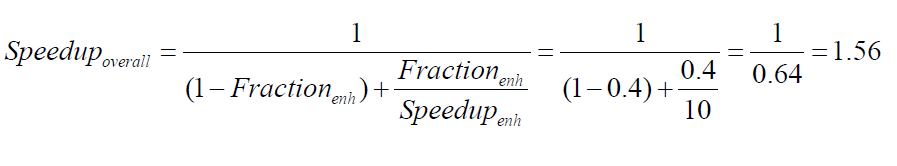 Speedup_overall = 1 / ((1 − Fraction_enh) + Fraction_enh / Speedup_enh) = 1 / ((1 − 0.4) + 0.4 / 10) = 1 / 0.64 = 1.56